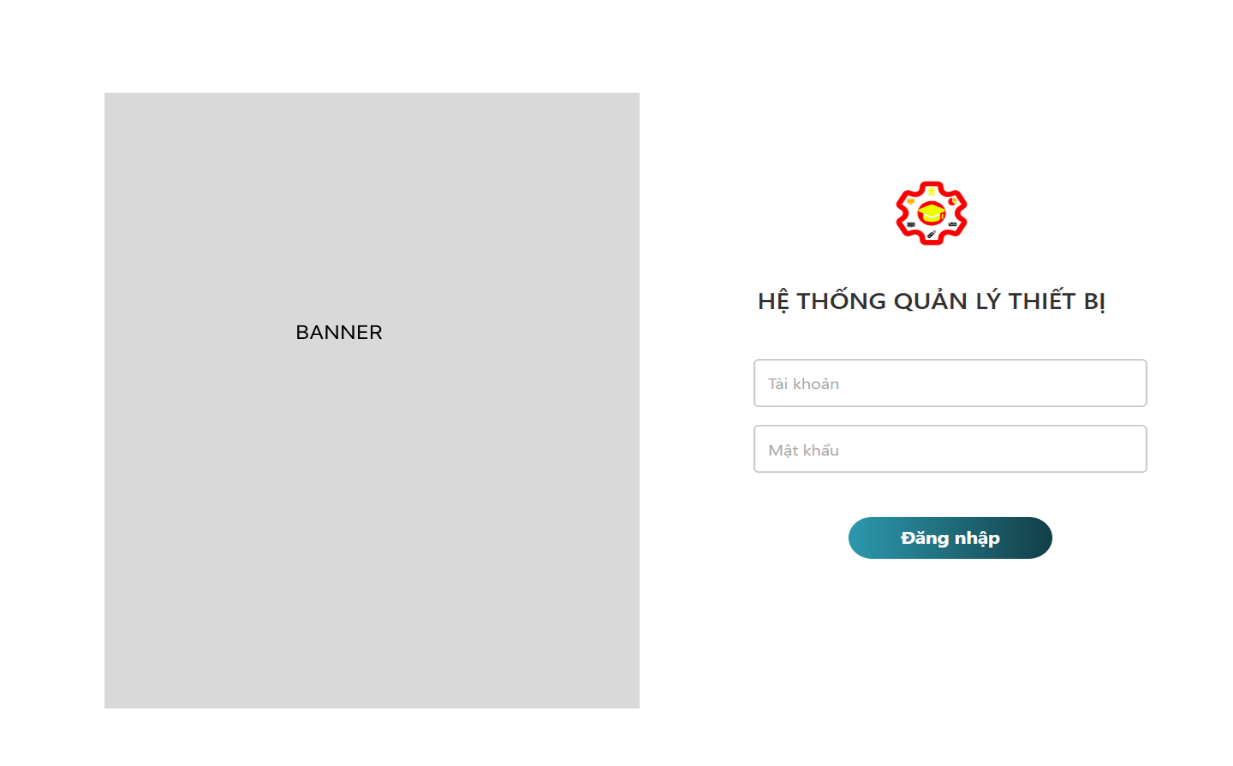 BANNER
HỆ THỐNG QUẢN LÝ THIẾT BỊ
Tài khoản
Mật khẩu
Đăng nhập